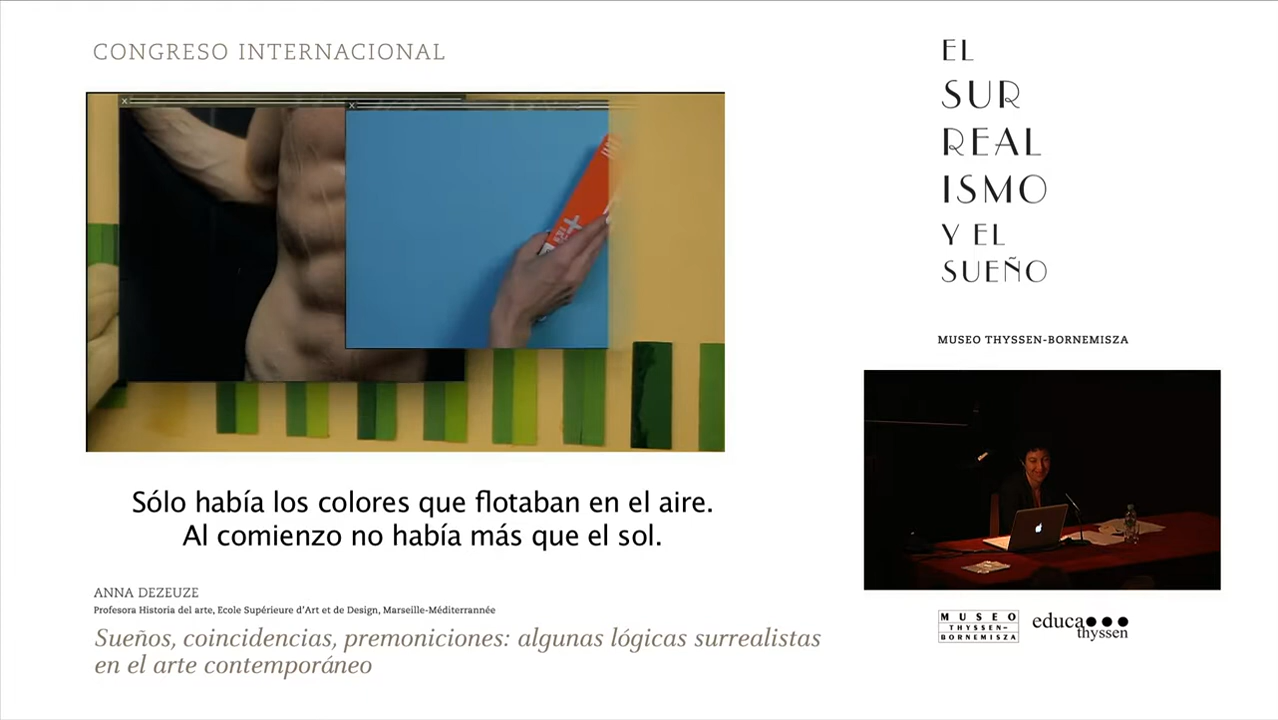 CONGRESO INTERNACIONAL
EL
SUR
REAL
ISMO
Y EL
SUEÑO
MUSEO THYSSEN-BORNEMISZA
Sólo había los colores que flotaban en el aire.
Al comienzo no había más que el sol.
ANNA DEZEUZE
Profesora Historia del arte, Ecole Supérieure d'Art et de Design, Marseille-Méditerrannée
Sueños, coincidencias, premoniciones: algunas lógicas surrealistas
en el arte contemporáneo
MUSEO
THYSSEN-
BORNEMISZA
educa
thyssen